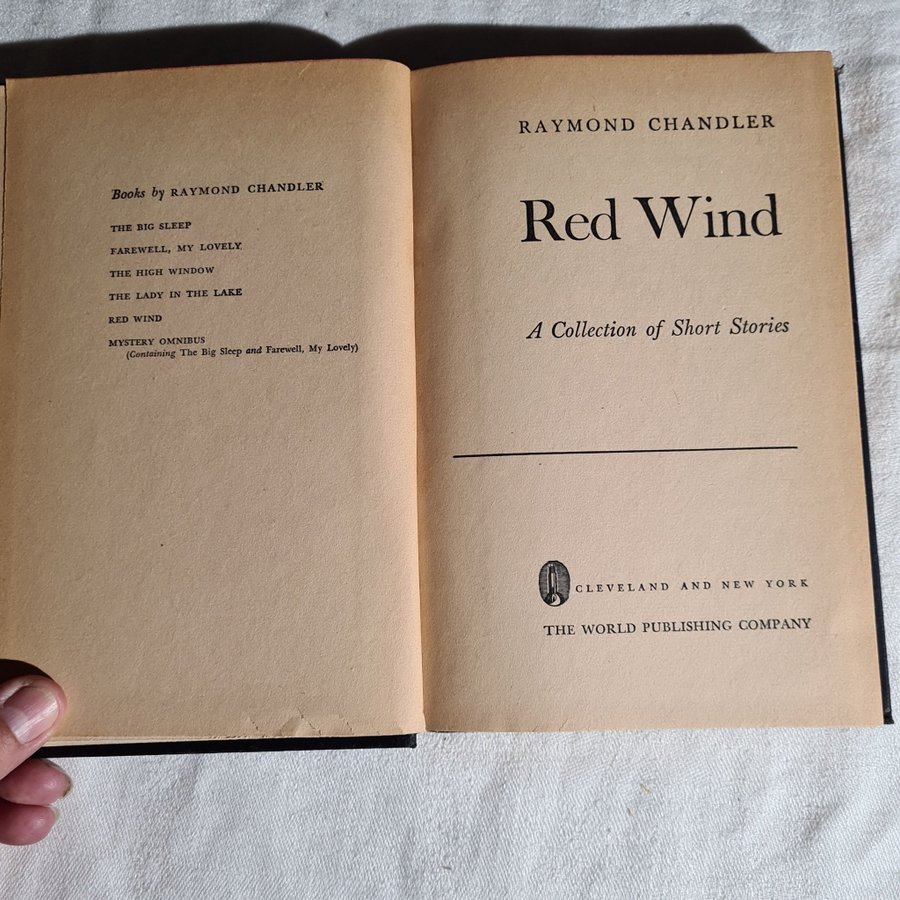 Books by RAYMOND CHANDLER
THE BIG SLEEP
FAREWELL, MY LOVELY
THE HIGH WINDOW
THE LADY IN THE LAKE
RED WIND
MYSTERY OMNIBUS
(Containing The Big Sleep and Farewell, My Lovely)
RAYMOND CHANDLER
Red Wind
A Collection of Short Stories
CLEVELAND AND NEW YORK
THE WORLD PUBLISHING COMPANY